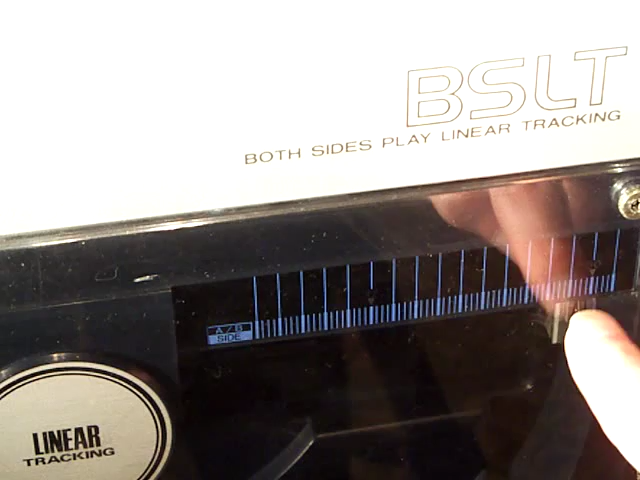 BSLT
BOTH SIDES PLAY LINEAR TRACKING
A/B
SIDE
LINEAR
TRACKING